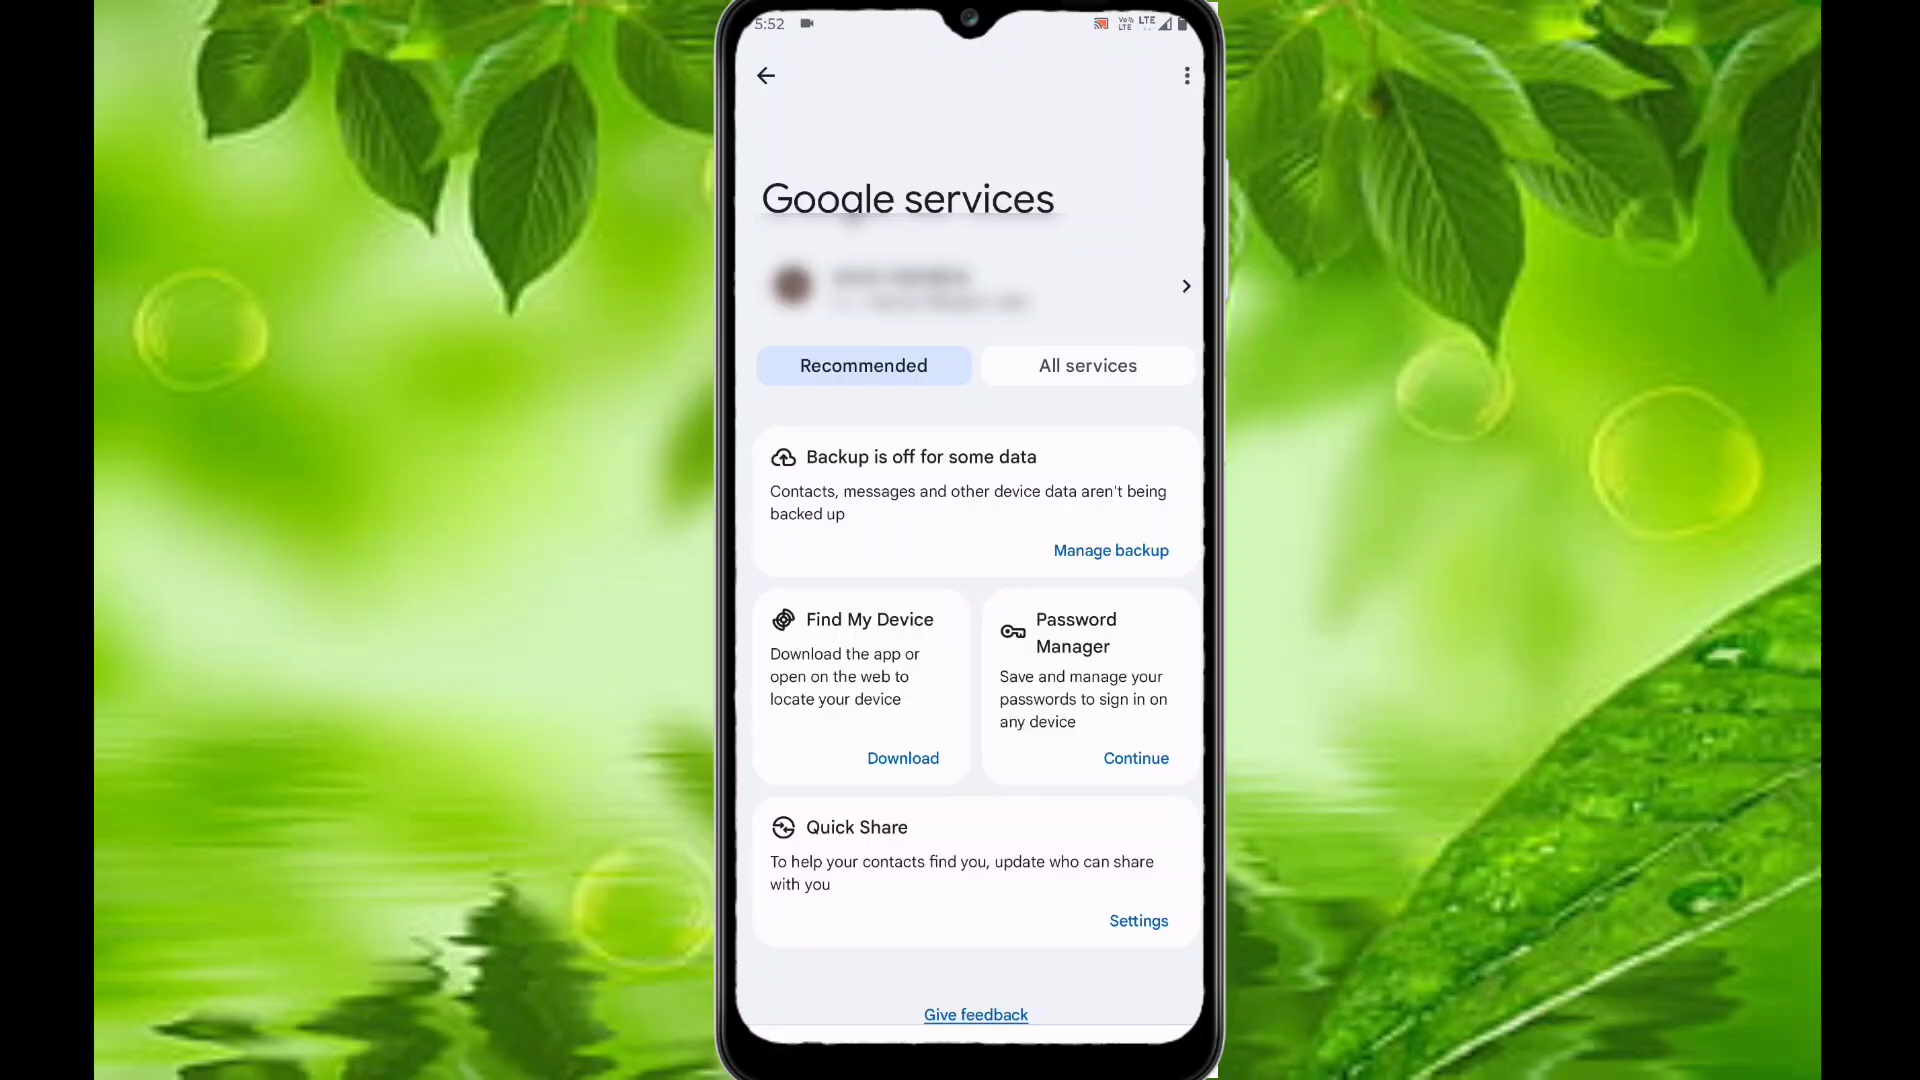 5:52
Vo) LTE
LTE
Google services
Recommended
All services
Backup is off for some data
Contacts, messages and other device data aren't being
backed up
Manage backup
Find My Device
Download the app or
open on the web to
locate your device
Download
Password
Manager
Save and manage your
passwords to sign in on
any device
Continue
Quick Share
To help your contacts find you, update who can share
with you
Settings
Give feedback